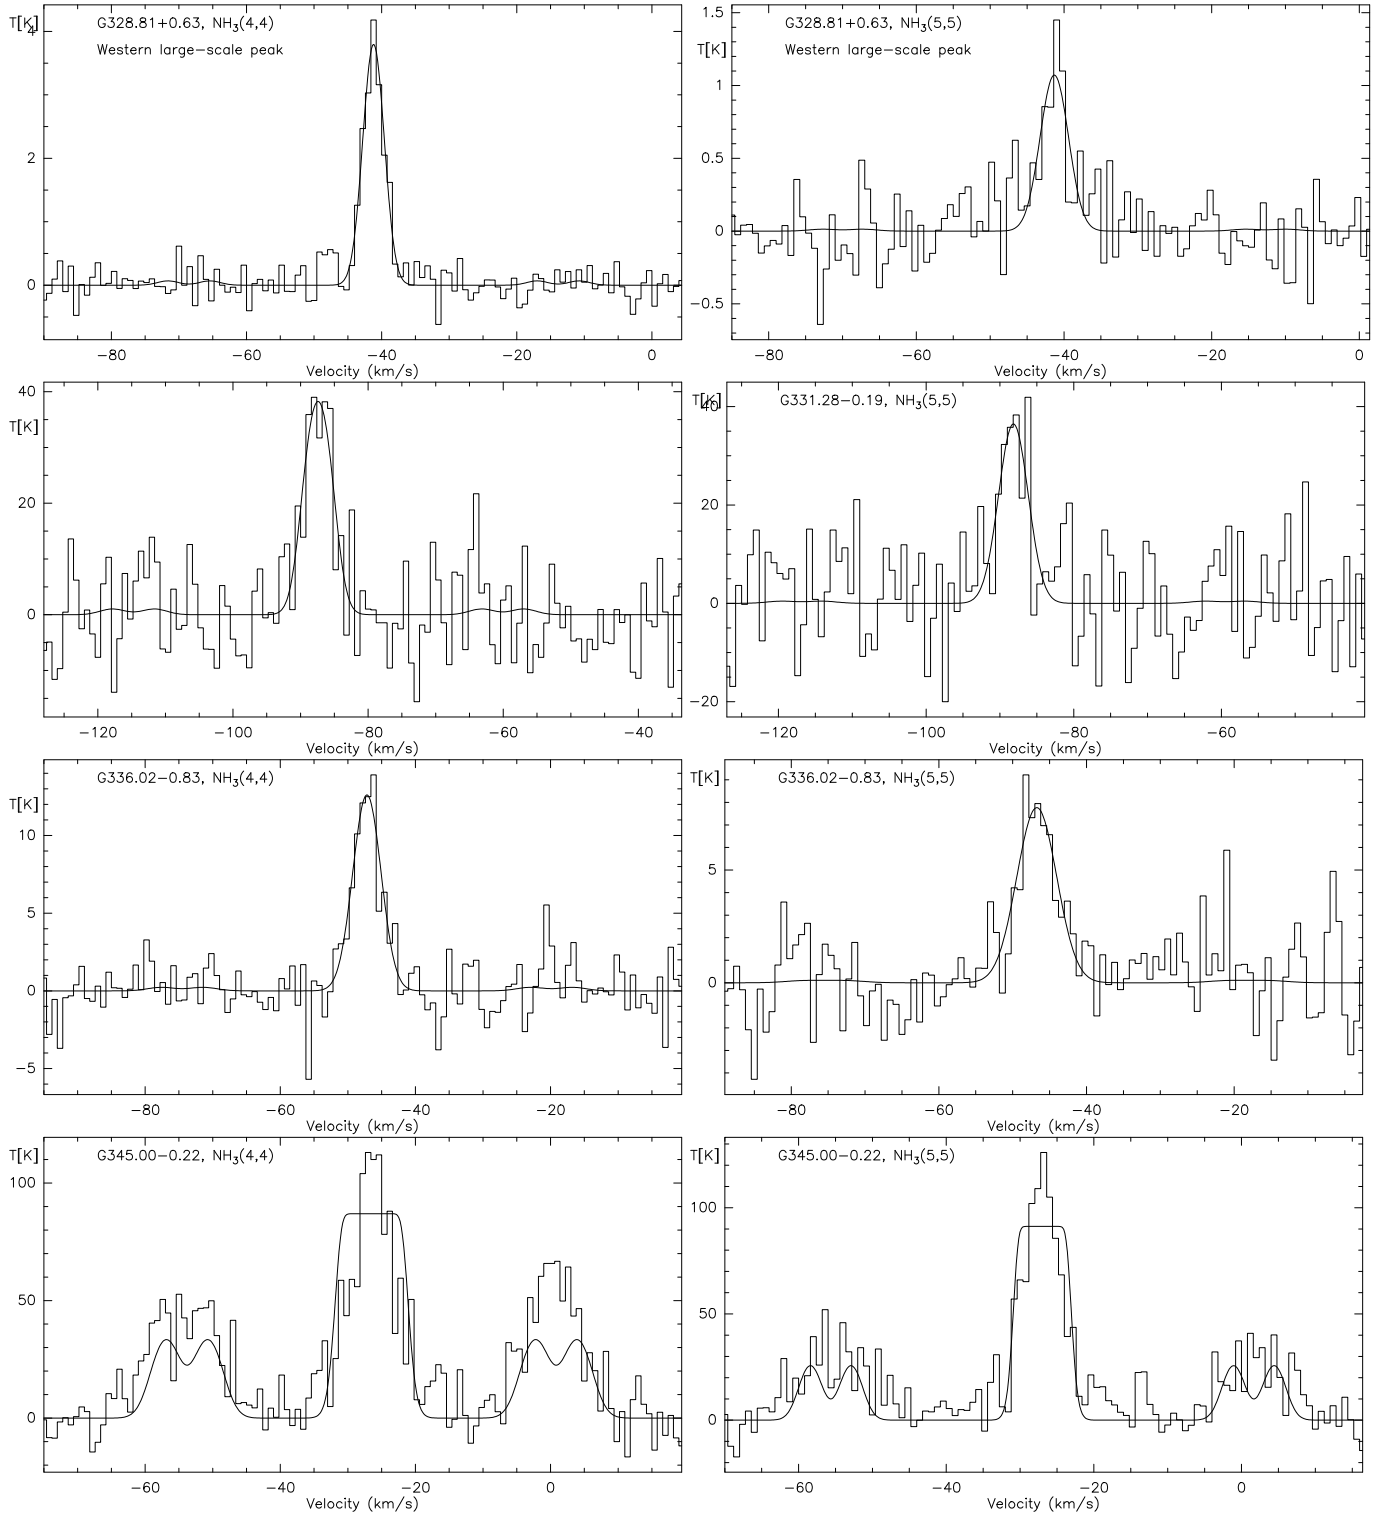 G328.81+0.63, NH3(4,4)
Western large-scale peak
T[K]
4
2
0
-80 -60 -40 -20 0
Velocity (km/s)
G328.81+0.63, NH3(5,5)
Western large-scale peak
T[K]
1.5
1
0.5
0
-0.5
-80 -60 -40 -20 0
Velocity (km/s)
T[K]
40
20
0
-120 -100 -80 -60 -40
Velocity (km/s)
G331.28-0.19, NH3(5,5)
T[K]
40
20
0
-20
-120 -100 -80 -60
Velocity (km/s)
G336.02-0.83, NH3(4,4)
T[K]
10
5
0
-5
-80 -60 -40 -20
Velocity (km/s)
G336.02-0.83, NH3(5,5)
T[K]
5
0
-80 -60 -40 -20
Velocity (km/s)
G345.00-0.22, NH3(4,4)
T[K]
100
50
0
-60 -40 -20 0
Velocity (km/s)
G345.00-0.22, NH3(5,5)
T[K]
100
50
0
-60 -40 -20 0
Velocity (km/s)